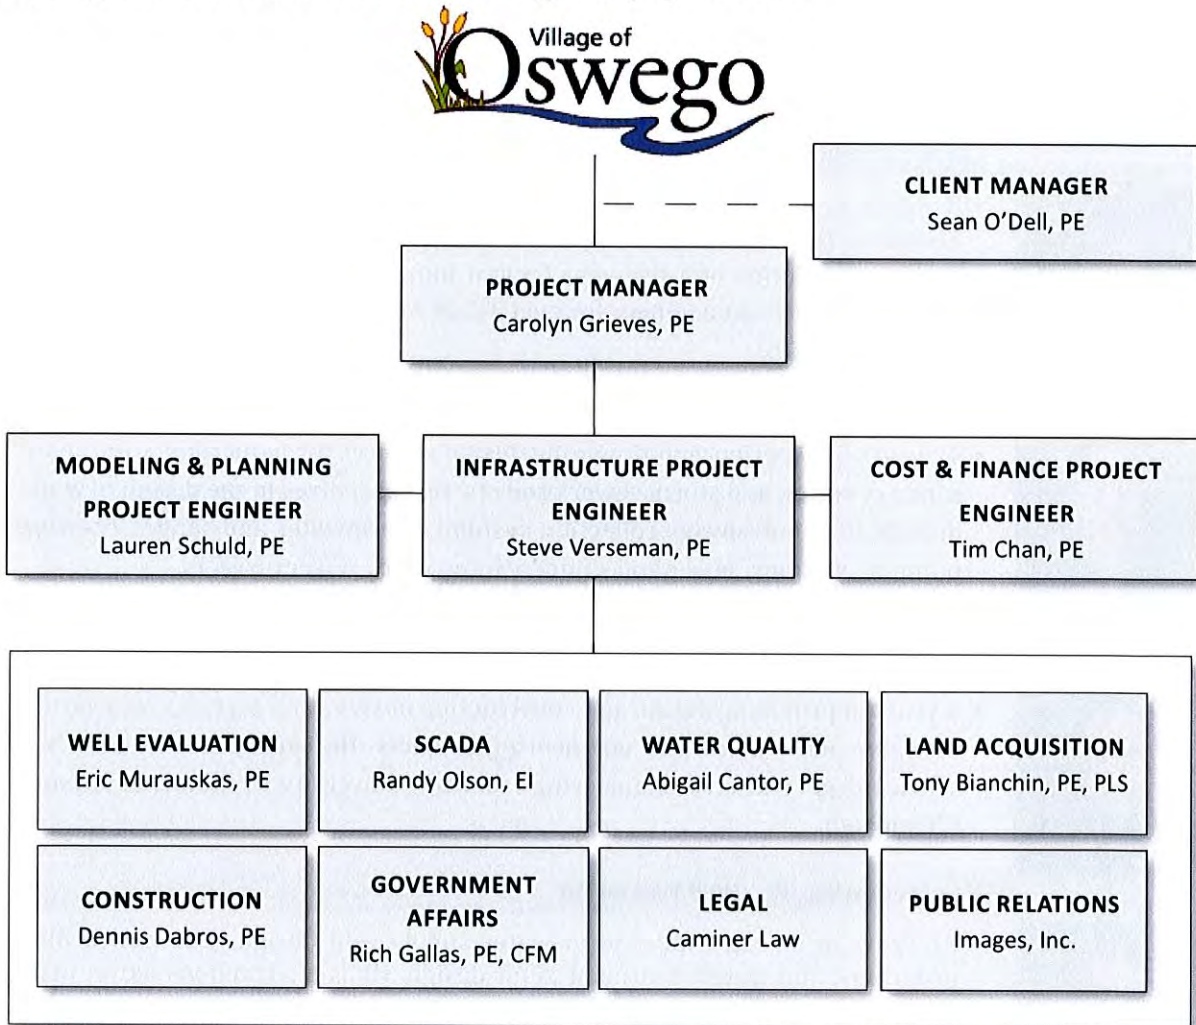 Village of
Oswego
CLIENT MANAGER
Sean O'Dell, PE
PROJECT MANAGER
Carolyn Grieves, PE
MODELING & PLANNING
PROJECT ENGINEER
Lauren Schuld, PE
INFRASTRUCTURE PROJECT
ENGINEER
Steve Verseman, PE
COST & FINANCE PROJECT
ENGINEER
Tim Chan, PE
WELL EVALUATION
Eric Murauskas, PE
SCADA
Randy Olson, EI
WATER QUALITY
Abigail Cantor, PE
LAND ACQUISITION
Tony Bianchin, PE, PLS
CONSTRUCTION
Dennis Dabros, PE
GOVERNMENT
AFFAIRS
Rich Gallas, PE, CFM
LEGAL
Caminer Law
PUBLIC RELATIONS
Images, Inc.